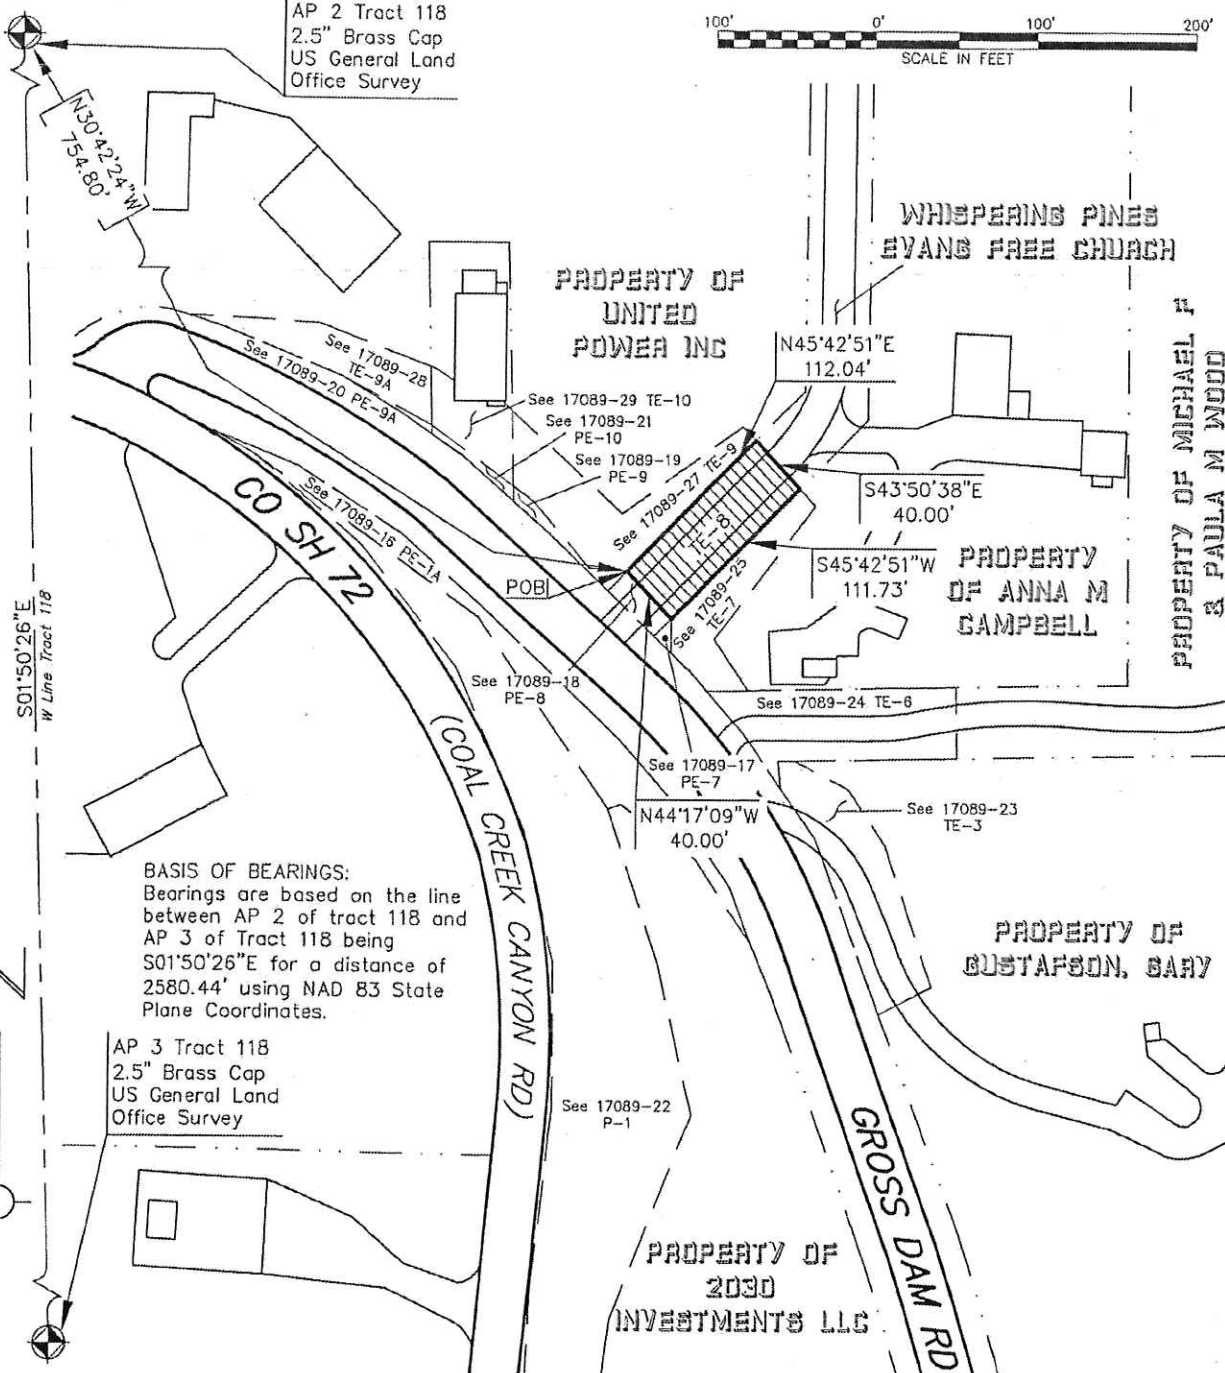 AP 2 Tract 118
2.5" Brass Cap
US General Land
Office Survey
100' 0' 100' 200'
SCALE IN FEET
N30°42'24"W
754.80'
WHISPERING PINES
EVANG FREE CHURCH
PROPERTY OF
UNITED
POWER INC
N45°42'51"E
112.04'
PROPERTY OF MICHAEL F
& PAULA M WOOD
See 17089-28
TE-9A
See 17089-20 PE-9A
See 17089-29 TE-10
See 17089-21
PE-10
See 17089-19
PE-9
See 17089-27 TE-9
TE-8
S43°50'38"E
40.00'
See 17089-16 PE-1A
CO SH 72
POB
S45°42'51"W
111.73'
PROPERTY
OF ANNA M
CAMPBELL
See 17089-25
TE-7
S01°50'26"E
W Line Tract 118
See 17089-18
PE-8
See 17089-24 TE-6
(COAL CREEK CANYON RD)
See 17089-17
PE-7
N44°17'09"W
40.00'
See 17089-23
TE-3
BASIS OF BEARINGS:
Bearings are based on the line
between AP 2 of tract 118 and
AP 3 of Tract 118 being
S01°50'26"E for a distance of
2580.44' using NAD 83 State
Plane Coordinates.
PROPERTY OF
GUSTAFSON, GARY
AP 3 Tract 118
2.5" Brass Cap
US General Land
Office Survey
See 17089-22
P-1
GROSS DAM RD
PROPERTY OF
2030
INVESTMENTS LLC